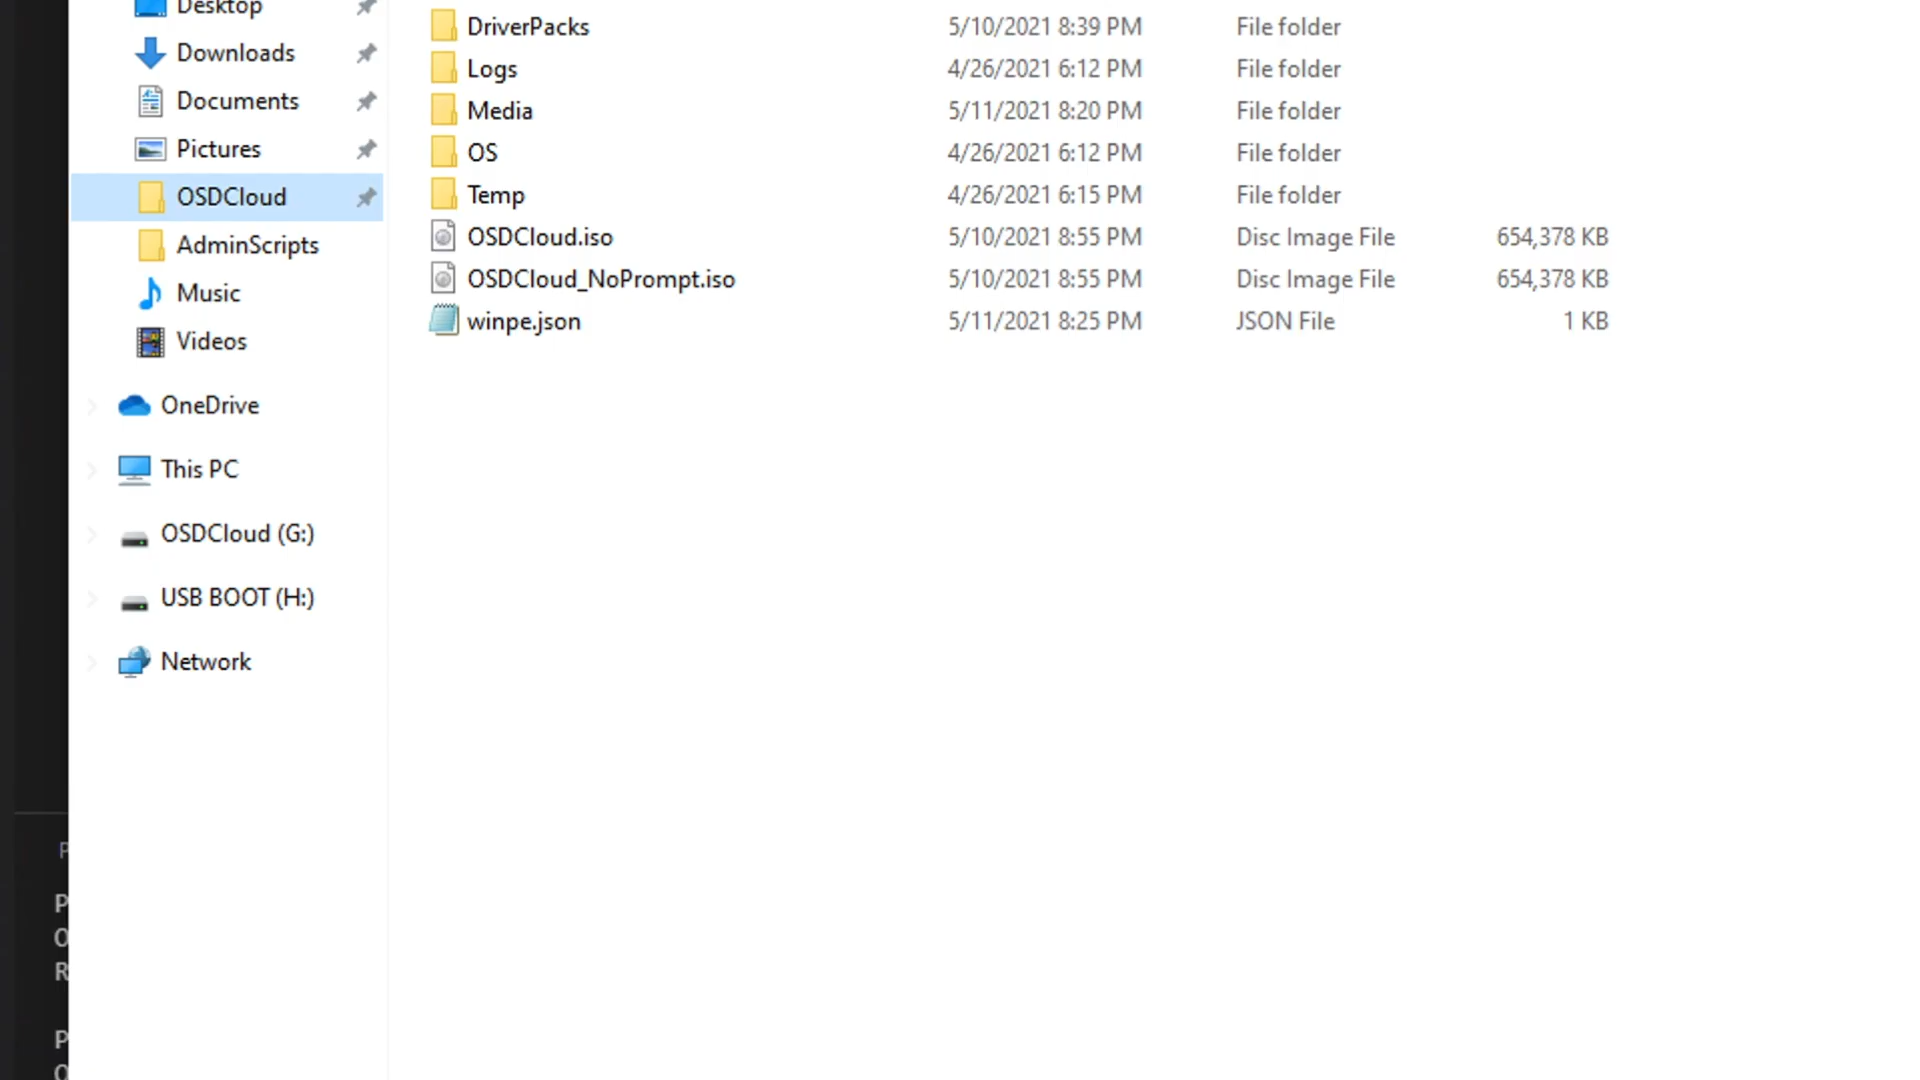 Desktop
Downloads
Documents
Pictures
OSDCloud
AdminScripts
Music
Videos
OneDrive
This PC
OSDCloud (G:)
USB BOOT (H:)
Network
DriverPacks 5/10/2021 8:39 PM File folder
Logs 4/26/2021 6:12 PM File folder
Media 5/11/2021 8:20 PM File folder
OS 4/26/2021 6:12 PM File folder
Temp 4/26/2021 6:15 PM File folder
OSDCloud.iso 5/10/2021 8:55 PM Disc Image File 654,378 KB
OSDCloud_NoPrompt.iso 5/10/2021 8:55 PM Disc Image File 654,378 KB
winpe.json 5/11/2021 8:25 PM JSON File 1 KB